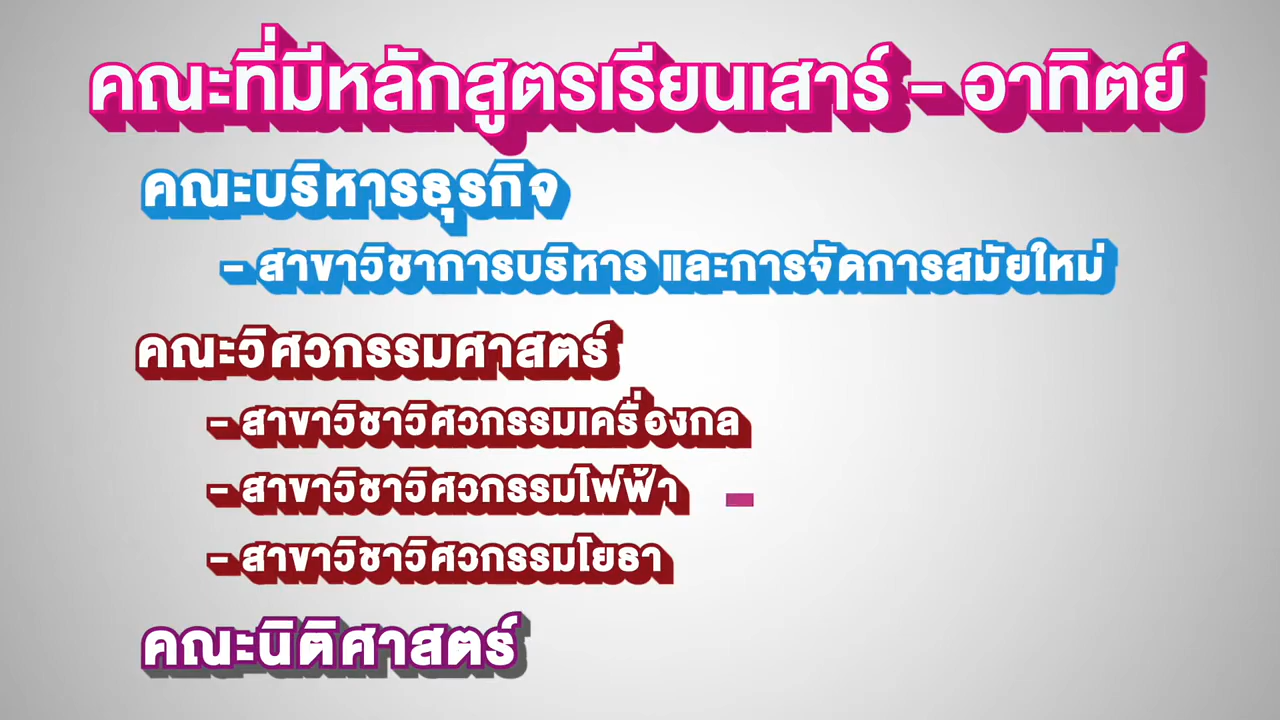 คณะที่มีหลักสูตรเรียนเสาร์ - อาทิตย์
คณะบริหารธุรกิจ
- สาขาวิชาการบริหาร และการจัดการสมัยใหม่
คณะวิศวกรรมศาสตร์
- สาขาวิชาวิศวกรรมเครื่องกล
- สาขาวิชาวิศวกรรมไฟฟ้า
- สาขาวิชาวิศวกรรมโยธา
คณะนิติศาสตร์